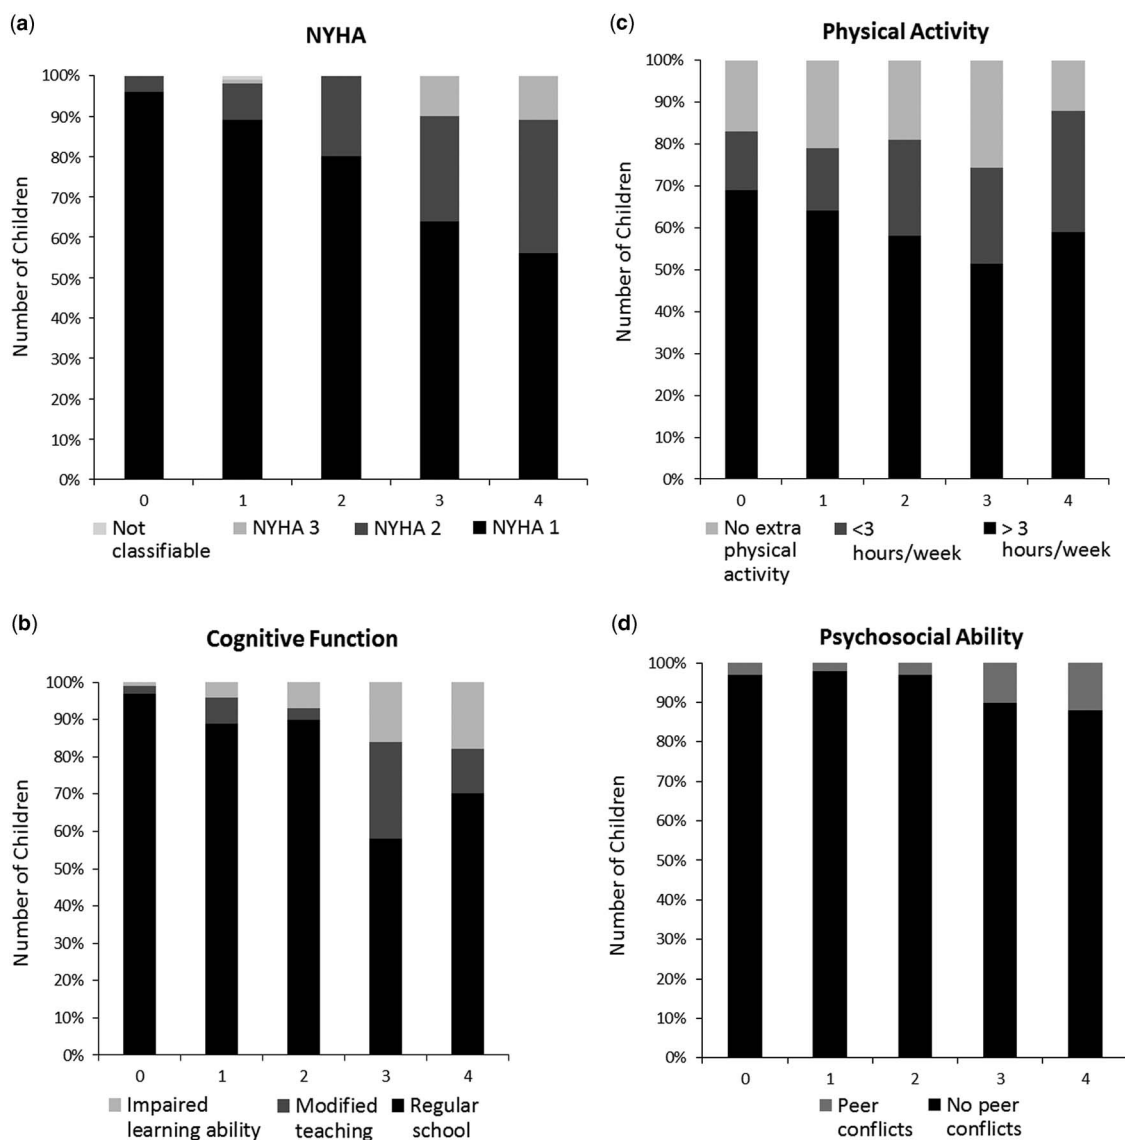 (a)
NYHA
Number of Children
100%
90%
80%
70%
60%
50%
40%
30%
20%
10%
0%
0 1 2 3 4
Not classifiable
NYHA 3
NYHA 2
NYHA 1
(c)
Physical Activity
Number of Children
100%
90%
80%
70%
60%
50%
40%
30%
20%
10%
0%
0 1 2 3 4
No extra
physical
activity
<3
hours/week
> 3
hours/week
(b)
Cognitive Function
Number of Children
100%
90%
80%
70%
60%
50%
40%
30%
20%
10%
0%
0 1 2 3 4
Impaired
learning ability
Modified
teaching
Regular
school
(d)
Psychosocial Ability
Number of Children
100%
90%
80%
70%
60%
50%
40%
30%
20%
10%
0%
0 1 2 3 4
Peer
conflicts
No peer
conflicts